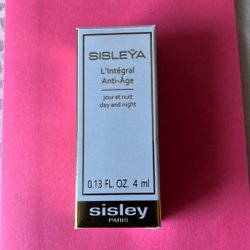 SISLEŸA
L'Intégral
Anti-Âge
jour et nuit
day and night
0.13 FL. OZ. 4 ml
sisley
PARIS